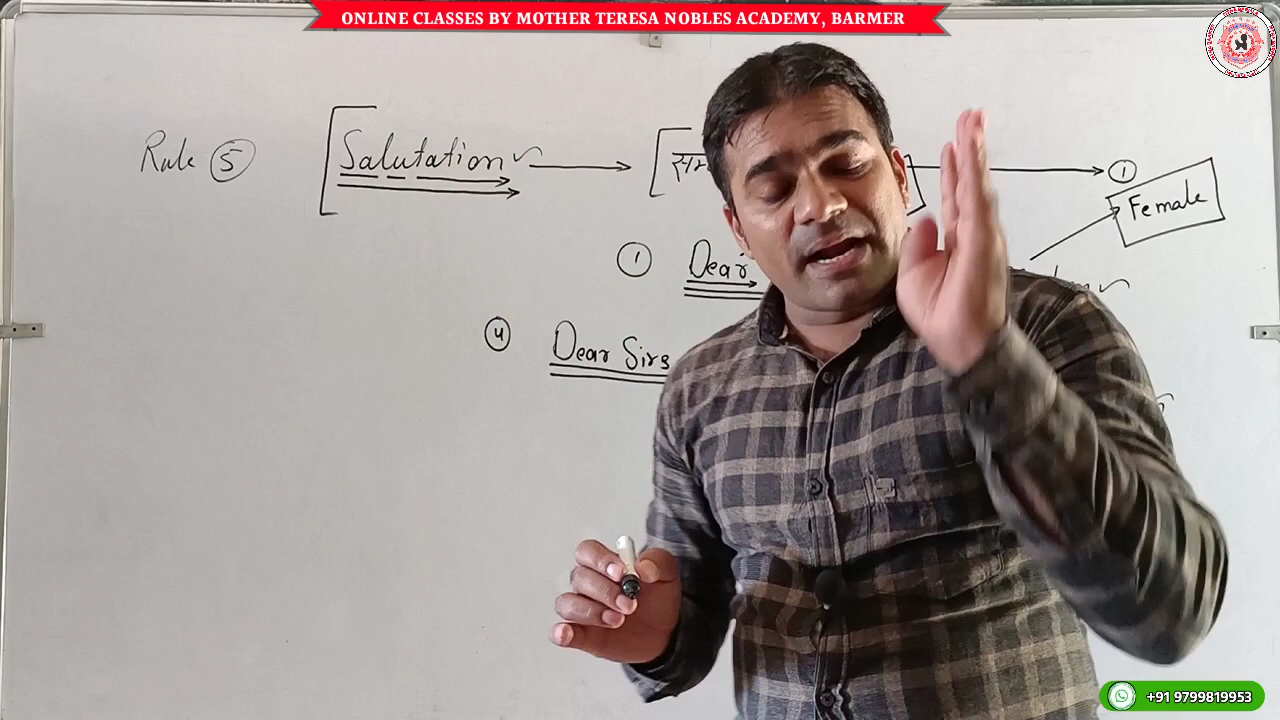 ONLINE CLASSES BY MOTHER TERESA NOBLES ACADEMY, BARMER
Rule ⑤ [Salutation → [ ] → ①
Female
① Dear
④ Dear Sirs
+91 9799819953